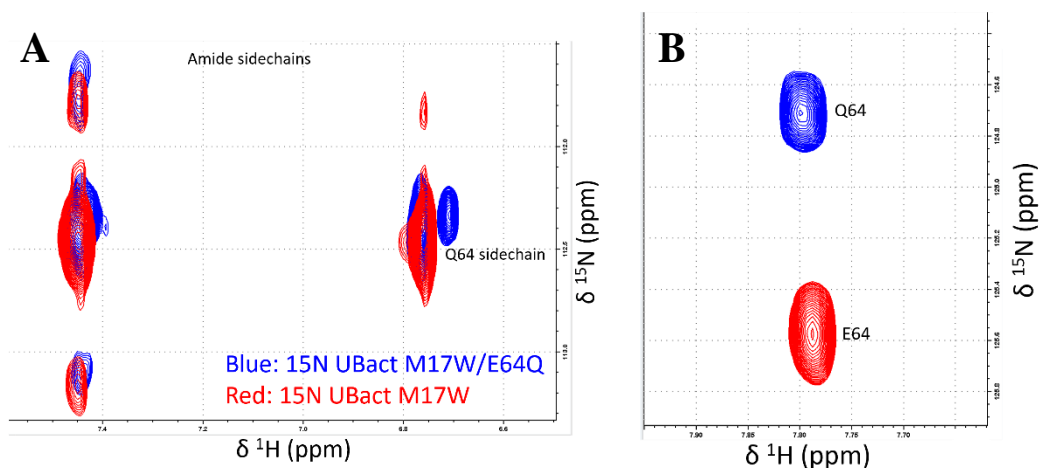 A
Amide sidechains
112.0
112.5
Q64 sidechain
113.0
Blue: 15N UBact M17W/E64Q
Red: 15N UBact M17W
7.4
7.2
7.0
6.8
6.6
δ ¹H (ppm)
δ ¹⁵N (ppm)
B
Q64
E64
124.6
124.8
125.0
125.2
125.4
125.6
125.8
7.90
7.85
7.80
7.75
7.70
δ ¹H (ppm)
δ ¹⁵N (ppm)